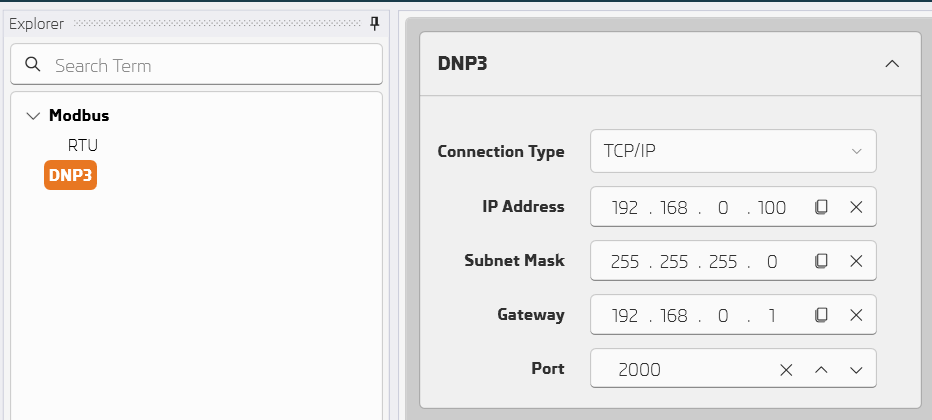 Explorer
Search Term
Modbus
RTU
DNP3
DNP3
Connection Type TCP/IP
IP Address 192 . 168 . 0 . 100
Subnet Mask 255 . 255 . 255 . 0
Gateway 192 . 168 . 0 . 1
Port 2000